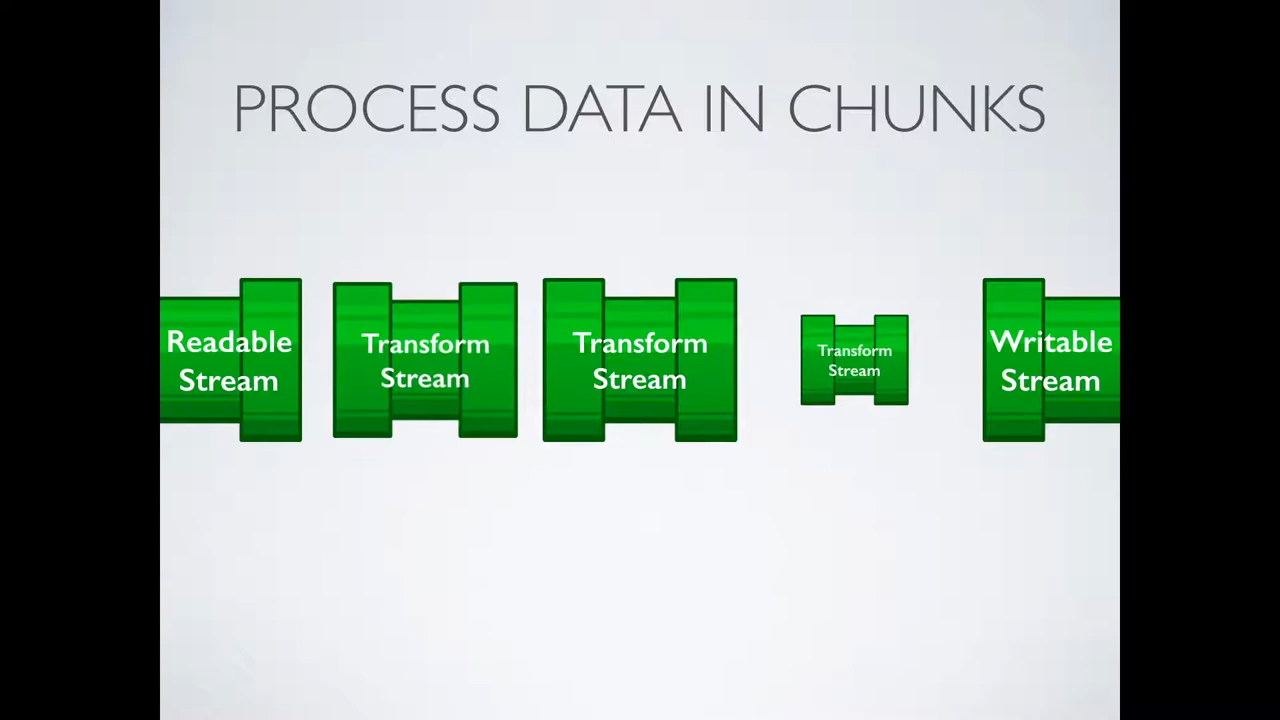 PROCESS DATA IN CHUNKS
Readable
Stream
Transform
Stream
Transform
Stream
Transform
Stream
Writable
Stream